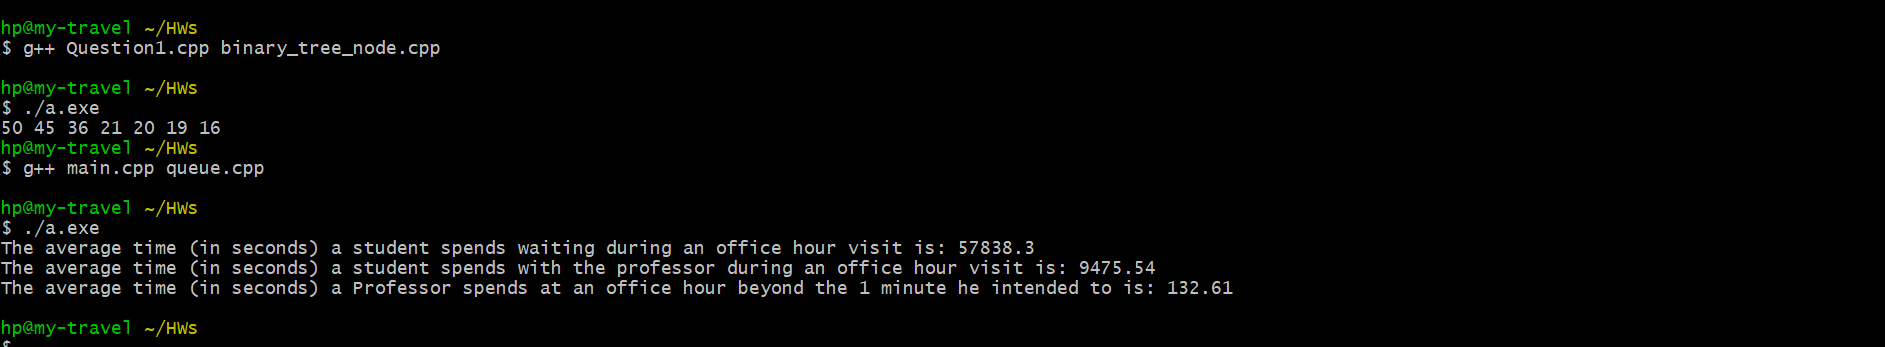 hp@my-travel ~/HWs
$ g++ Question1.cpp binary_tree_node.cpp
hp@my-travel ~/HWs
$ ./a.exe
50 45 36 21 20 19 16
hp@my-travel ~/HWs
$ g++ main.cpp queue.cpp
hp@my-travel ~/HWs
$ ./a.exe
The average time (in seconds) a student spends waiting during an office hour visit is: 57838.3
The average time (in seconds) a student spends with the professor during an office hour visit is: 9475.54
The average time (in seconds) a Professor spends at an office hour beyond the 1 minute he intended to is: 132.61
hp@my-travel ~/HWs
$